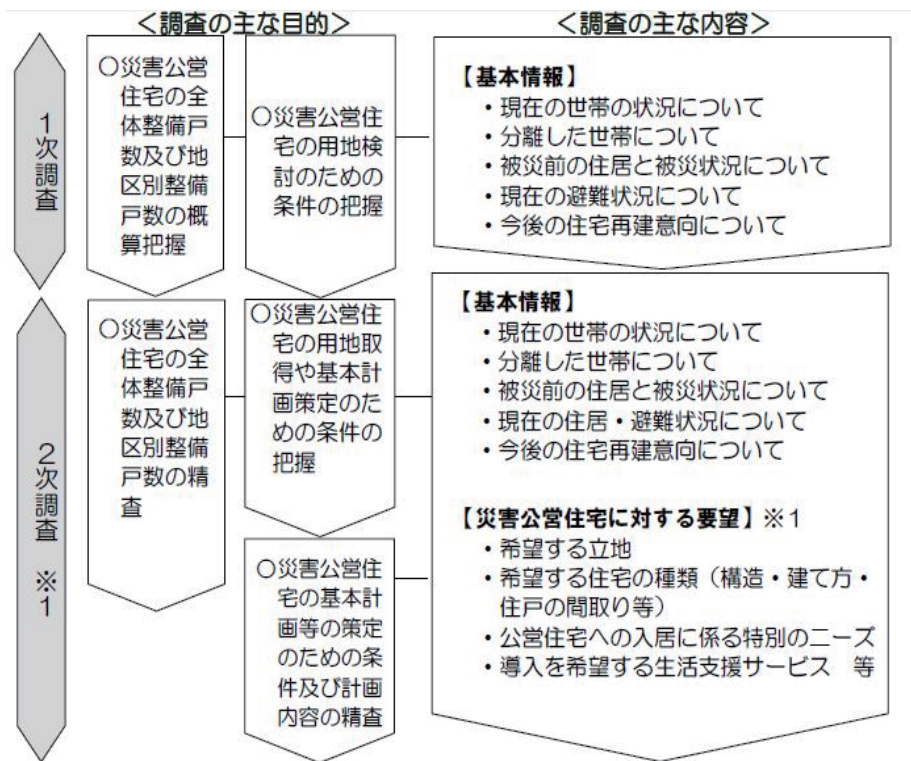 ＜調査の主な目的＞
＜調査の主な内容＞
1次調査
○災害公営
住宅の全
体整備戸
数及び地
区別整備
戸数の概
算把握
○災害公営住
宅の用地検
討のための
条件の把握
【基本情報】
・現在の世帯の状況について
・分離した世帯について
・被災前の住居と被災状況について
・現在の避難状況について
・今後の住宅再建意向について
2次調査 ※1
○災害公営
住宅の全
体整備戸
数及び地
区別整備
戸数の精
査
○災害公営住
宅の用地取
得や基本計
画策定のた
めの条件の
把握
○災害公営住
宅の基本計
画等の策定
のための条
件及び計画
内容の精査
【基本情報】
・現在の世帯の状況について
・分離した世帯について
・被災前の住居と被災状況について
・現在の住居・避難状況について
・今後の住宅再建意向について
【災害公営住宅に対する要望】※1
・希望する立地
・希望する住宅の種類（構造・建て方・
住戸の間取り等）
・公営住宅への入居に係る特別のニーズ
・導入を希望する生活支援サービス　等